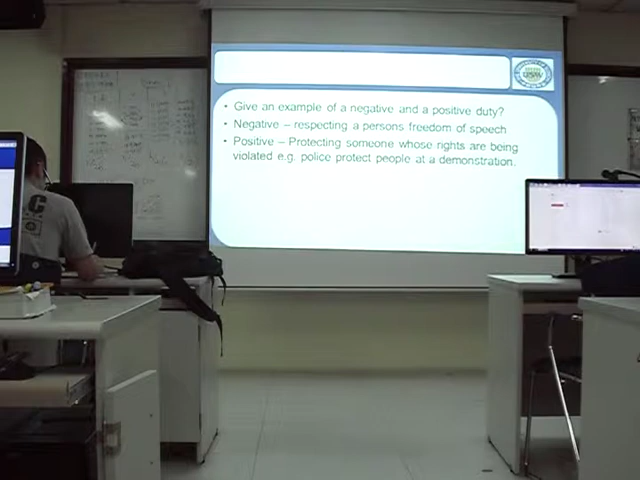 • Give an example of a negative and a positive duty?
• Negative – respecting a persons freedom of speech
• Positive – Protecting someone whose rights are being
violated e.g. police protect people at a demonstration.